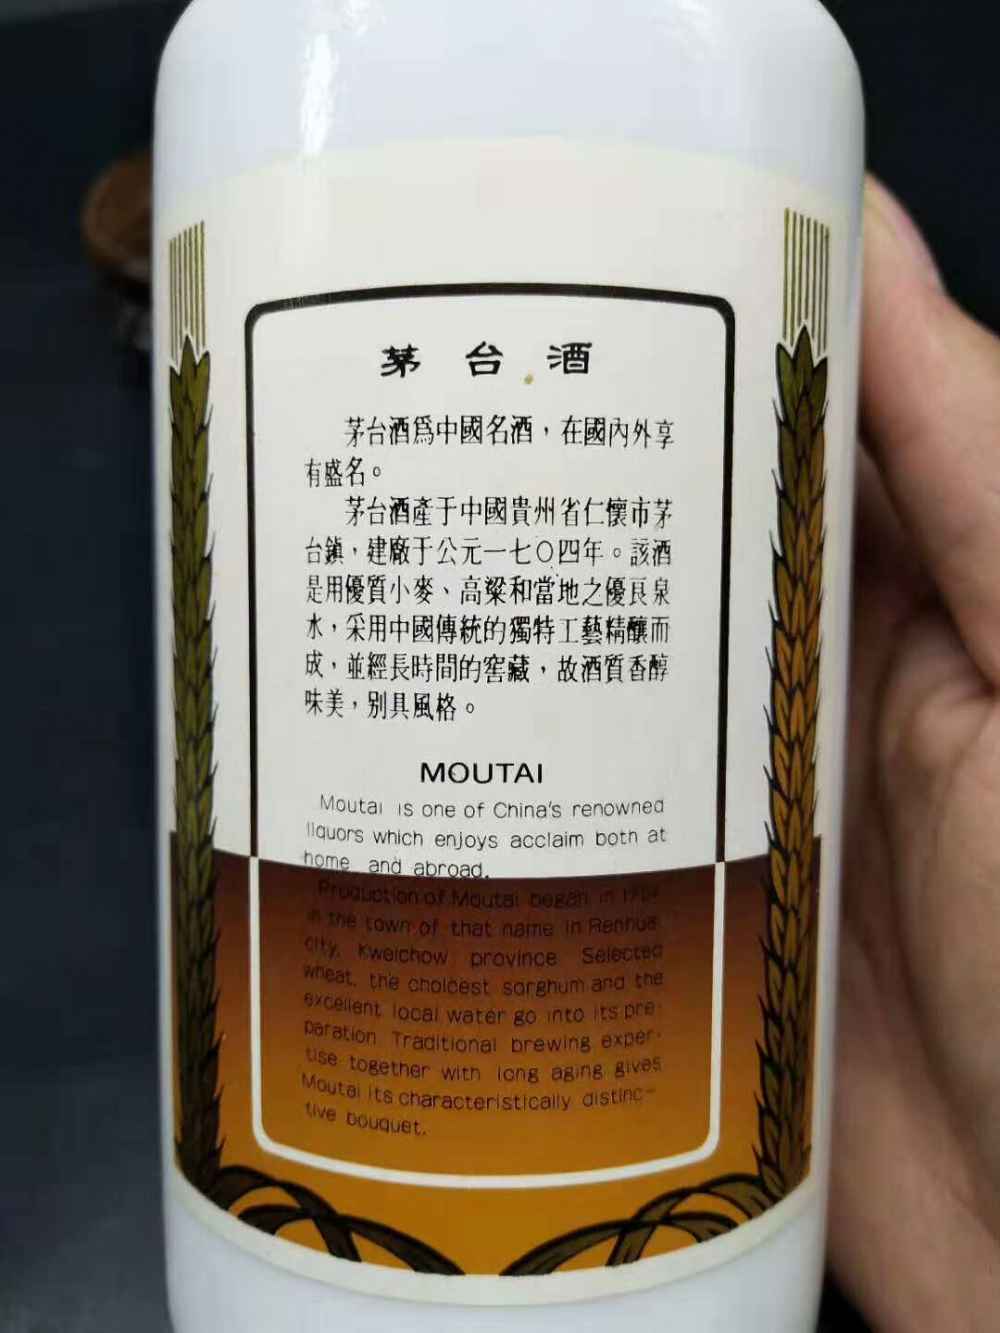 茅台酒
茅台酒爲中國名酒，在國內外享
有盛名。
茅台酒產于中國貴州省仁懷市茅
台鎮，建廠于公元一七〇四年。該酒
是用優質小麥、高粱和當地之優良泉
水，采用中國傳統的獨特工藝精釀而
成，並經長時間的窖藏，故酒質香醇
味美，别具風格。
MOUTAI
Moutai is one of China's renowned
liquors which enjoys acclaim both at
home and abroad.
Production of Moutai began in 1704
in the town of that name in Renhuai
city, Kweichow province Selected
wheat, the choicest sorghum and the
excellent local water go into its pre-
paration Traditional brewing exper-
tise together with long aging gives
Moutai its characteristically distinc-
tive bouquet.